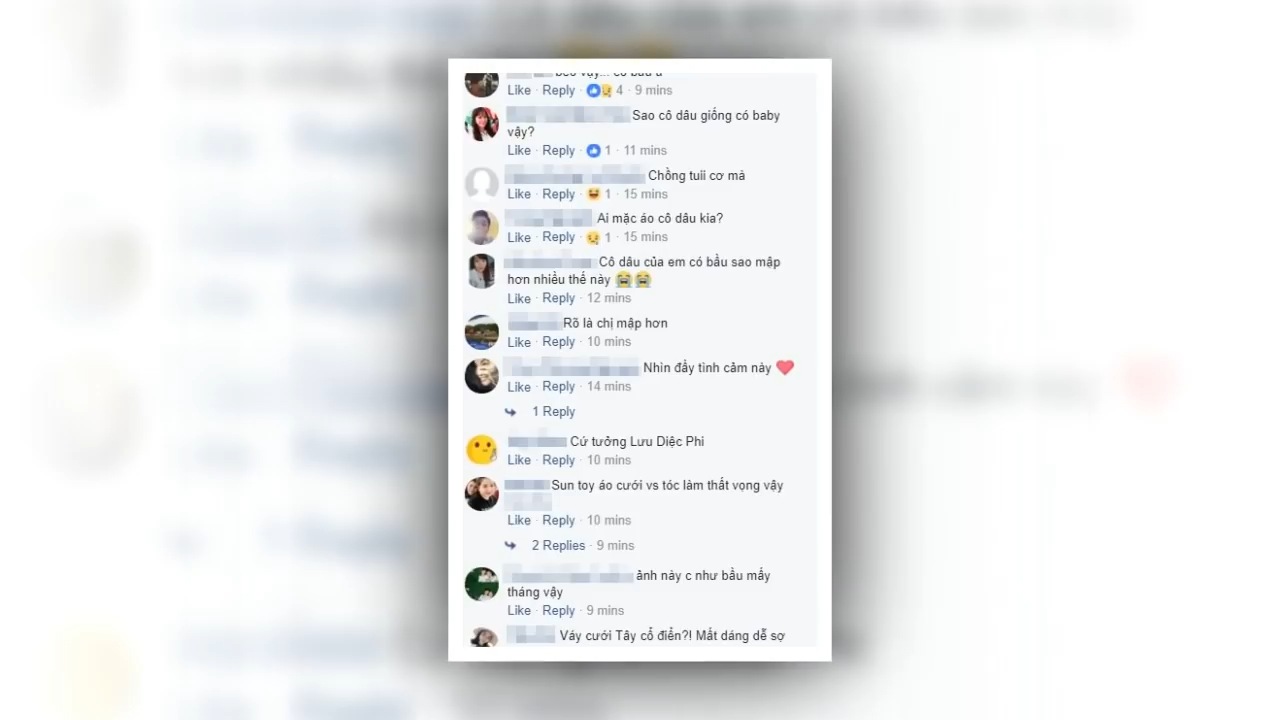 béo vậy... có bầu à
Like · Reply · 4 · 9 mins
Sao cô dâu giống có baby
vậy?
Like · Reply · 1 · 11 mins
Chồng tuii cơ mà
Like · Reply · 1 · 15 mins
Ai mặc áo cô dâu kia?
Like · Reply · 1 · 15 mins
Cô dâu của em có bầu sao mập
hơn nhiều thế này 😭😭
Like · Reply · 12 mins
Rõ là chị mập hơn
Like · Reply · 10 mins
Nhìn đẩy tình cảm này ❤
Like · Reply · 14 mins
1 Reply
Cứ tưởng Lưu Diệc Phi
Like · Reply · 10 mins
Sun toy áo cưới vs tóc làm thất vọng vậy
Like · Reply · 10 mins
2 Replies · 9 mins
ảnh này c như bầu mấy
tháng vậy
Like · Reply · 9 mins
Váy cưới Tây cổ điển?! Mất dáng dễ sợ